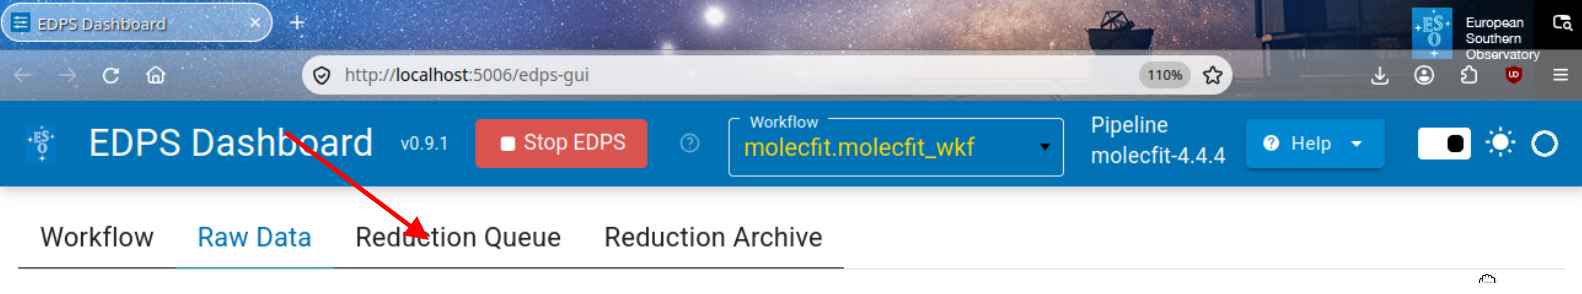 EDPS Dashboard
European
Southern
Observatory
http://localhost:5006/edps-gui
110%
EDPS Dashboard v0.9.1 Stop EDPS
Workflow
molecfit.molecfit_wkf
Pipeline
molecfit-4.4.4
Help
Workflow Raw Data Reduction Queue Reduction Archive